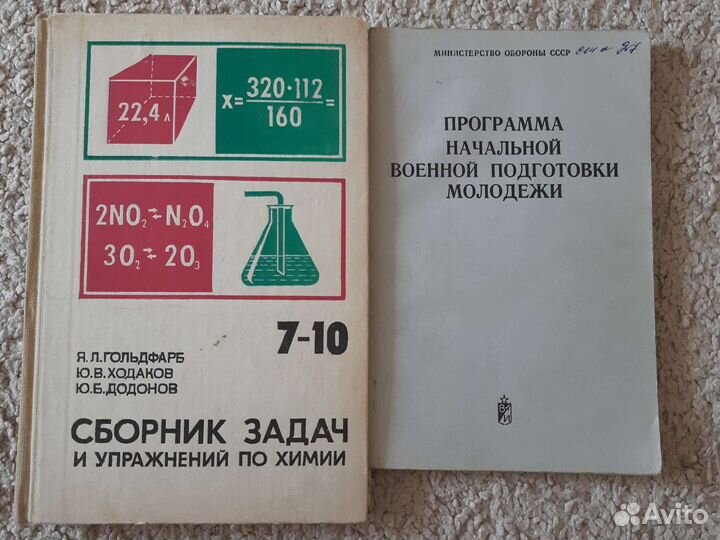 22,4 л
x = 320·112 / 160 =
2NO₂ ⇄ N₂O₄
3O₂ ⇄ 2O₃
7-10
Я.Л.ГОЛЬДФАРБ
Ю.В.ХОДАКОВ
Ю.Б.ДОДОНОВ
СБОРНИК ЗАДАЧ
И УПРАЖНЕНИЙ ПО ХИМИИ
МИНИСТЕРСТВО ОБОРОНЫ СССР
ПРОГРАММА
НАЧАЛЬНОЙ
ВОЕННОЙ ПОДГОТОВКИ
МОЛОДЕЖИ
Avito